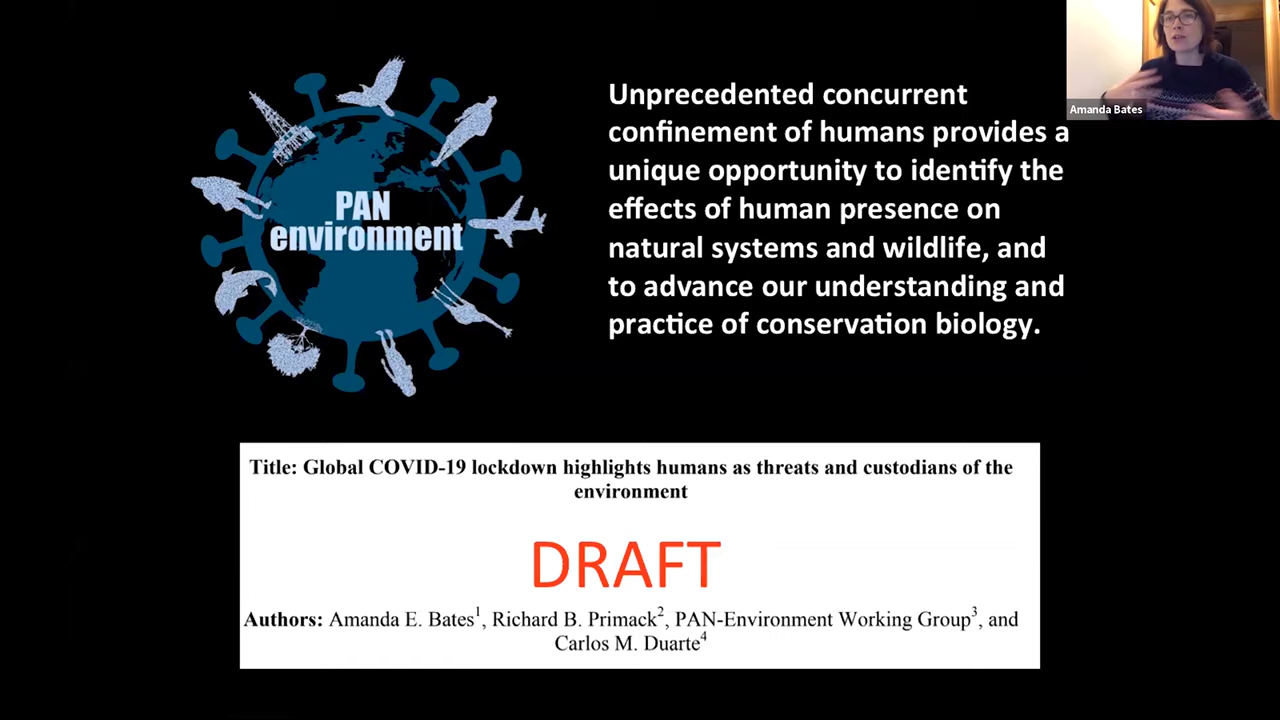 PAN
environment
Unprecedented concurrent
confinement of humans provides a
unique opportunity to identify the
effects of human presence on
natural systems and wildlife, and
to advance our understanding and
practice of conservation biology.
Amanda Bates
Title: Global COVID-19 lockdown highlights humans as threats and custodians of the
environment
DRAFT
Authors: Amanda E. Bates1, Richard B. Primack2, PAN-Environment Working Group3, and
Carlos M. Duarte4